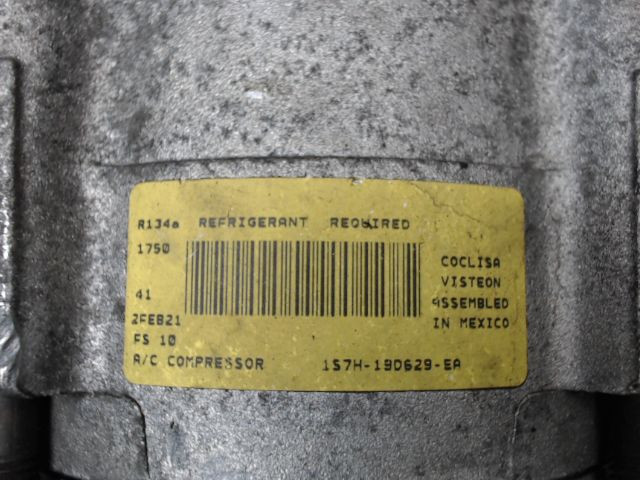 R134a REFRIGERANT REQUIRED
1750
COCLISA
VISTEON
41
ASSEMBLED
2FEB21
IN MEXICO
FS 10
A/C COMPRESSOR 1S7H-19D629-EA